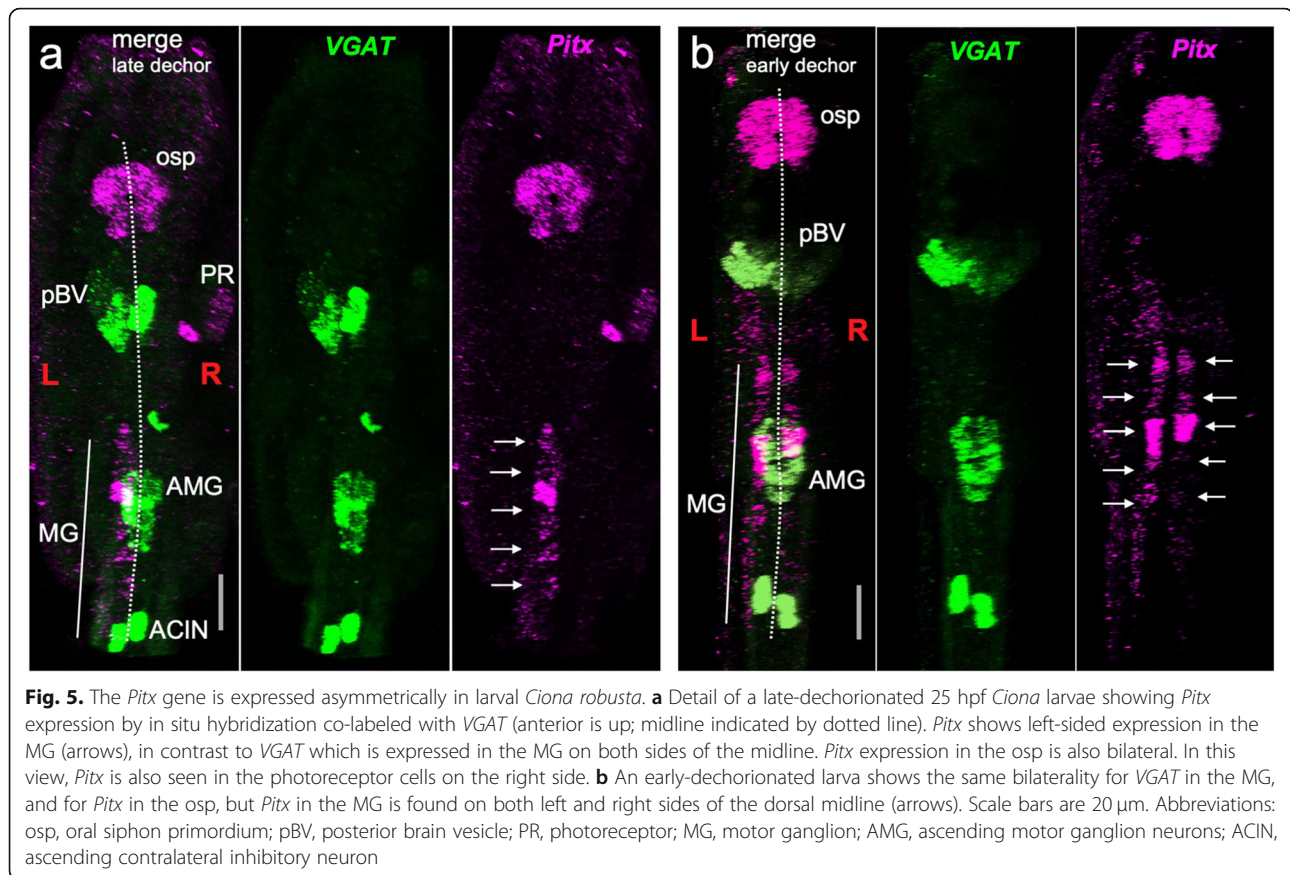 a
merge
late dechor
VGAT
Pitx
osp
pBV
PR
L
R
MG
AMG
ACIN
b
merge
early dechor
VGAT
Pitx
osp
pBV
L
R
MG
AMG
Fig. 5. The Pitx gene is expressed asymmetrically in larval Ciona robusta. a Detail of a late-dechorionated 25 hpf Ciona larvae showing Pitx
expression by in situ hybridization co-labeled with VGAT (anterior is up; midline indicated by dotted line). Pitx shows left-sided expression in the
MG (arrows), in contrast to VGAT which is expressed in the MG on both sides of the midline. Pitx expression in the osp is also bilateral. In this
view, Pitx is also seen in the photoreceptor cells on the right side. b An early-dechorionated larva shows the same bilaterality for VGAT in the MG,
and for Pitx in the osp, but Pitx in the MG is found on both left and right sides of the dorsal midline (arrows). Scale bars are 20 μm. Abbreviations:
osp, oral siphon primordium; pBV, posterior brain vesicle; PR, photoreceptor; MG, motor ganglion; AMG, ascending motor ganglion neurons; ACIN,
ascending contralateral inhibitory neuron